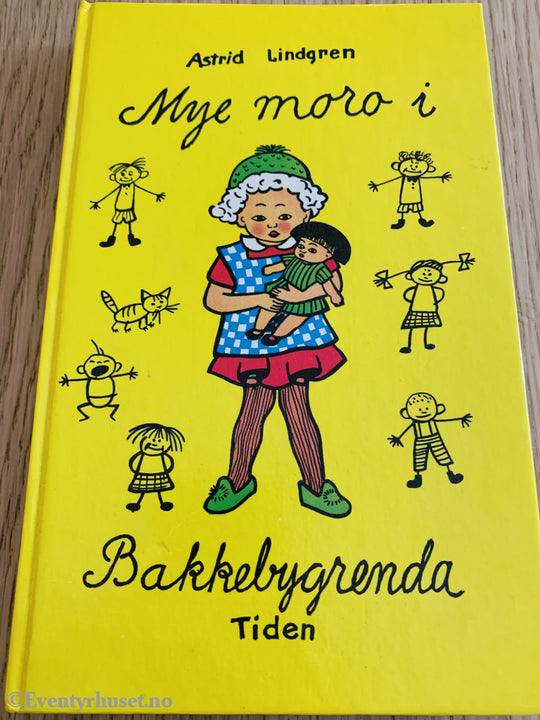 Astrid Lindgren
Mye moro i
Bakkebygrenda
Tiden
©Eventyrhuset.no